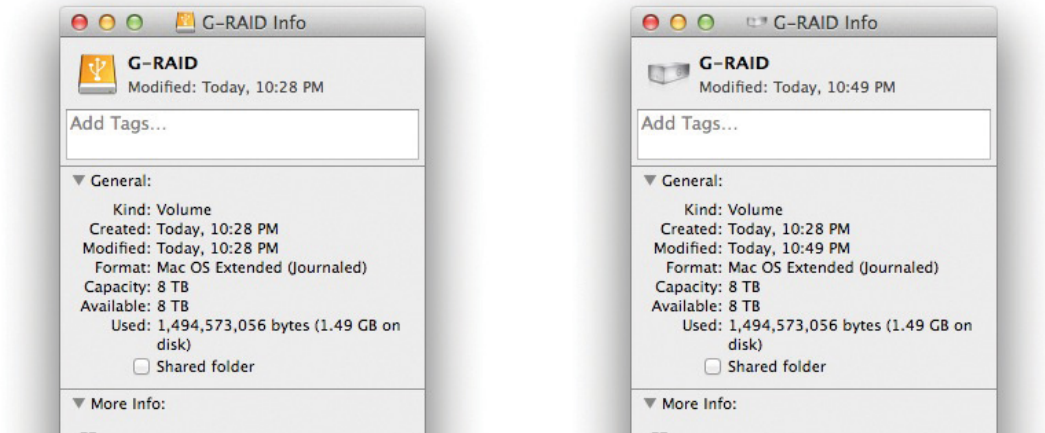 G-RAID Info
G-RAID
Modified: Today, 10:28 PM
Add Tags...
General:
Kind: Volume
Created: Today, 10:28 PM
Modified: Today, 10:28 PM
Format: Mac OS Extended (Journaled)
Capacity: 8 TB
Available: 8 TB
Used: 1,494,573,056 bytes (1.49 GB on
disk)
Shared folder
More Info:
G-RAID Info
G-RAID
Modified: Today, 10:49 PM
Add Tags...
General:
Kind: Volume
Created: Today, 10:28 PM
Modified: Today, 10:49 PM
Format: Mac OS Extended (Journaled)
Capacity: 8 TB
Available: 8 TB
Used: 1,494,573,056 bytes (1.49 GB on
disk)
Shared folder
More Info: